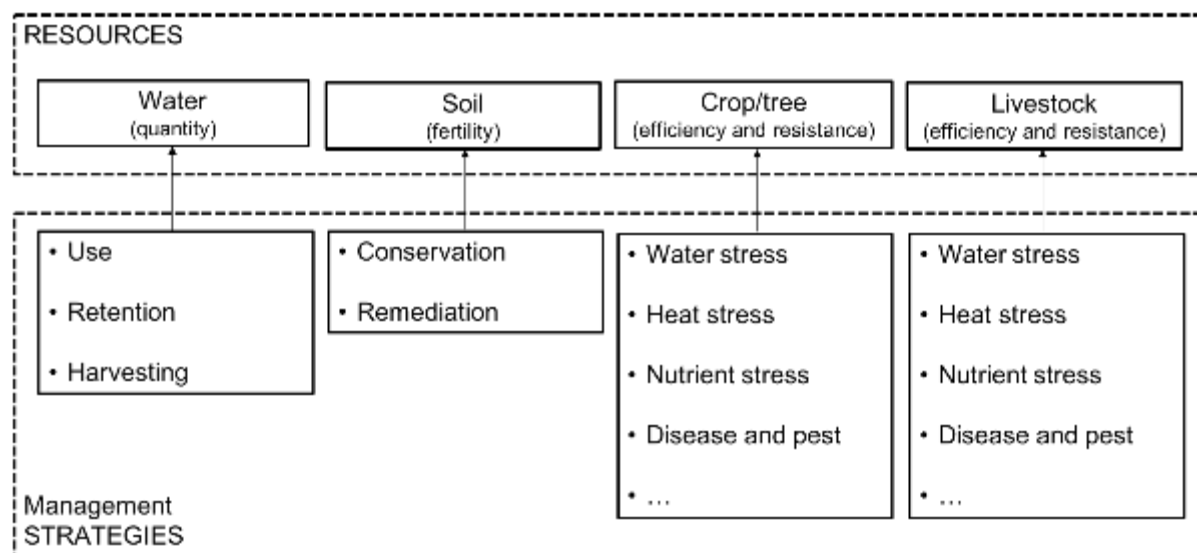 RESOURCES
Water
(quantity)
Soil
(fertility)
Crop/tree
(efficiency and resistance)
Livestock
(efficiency and resistance)
• Use
• Retention
• Harvesting
• Conservation
• Remediation
• Water stress
• Heat stress
• Nutrient stress
• Disease and pest
• ...
• Water stress
• Heat stress
• Nutrient stress
• Disease and pest
• ...
Management
STRATEGIES